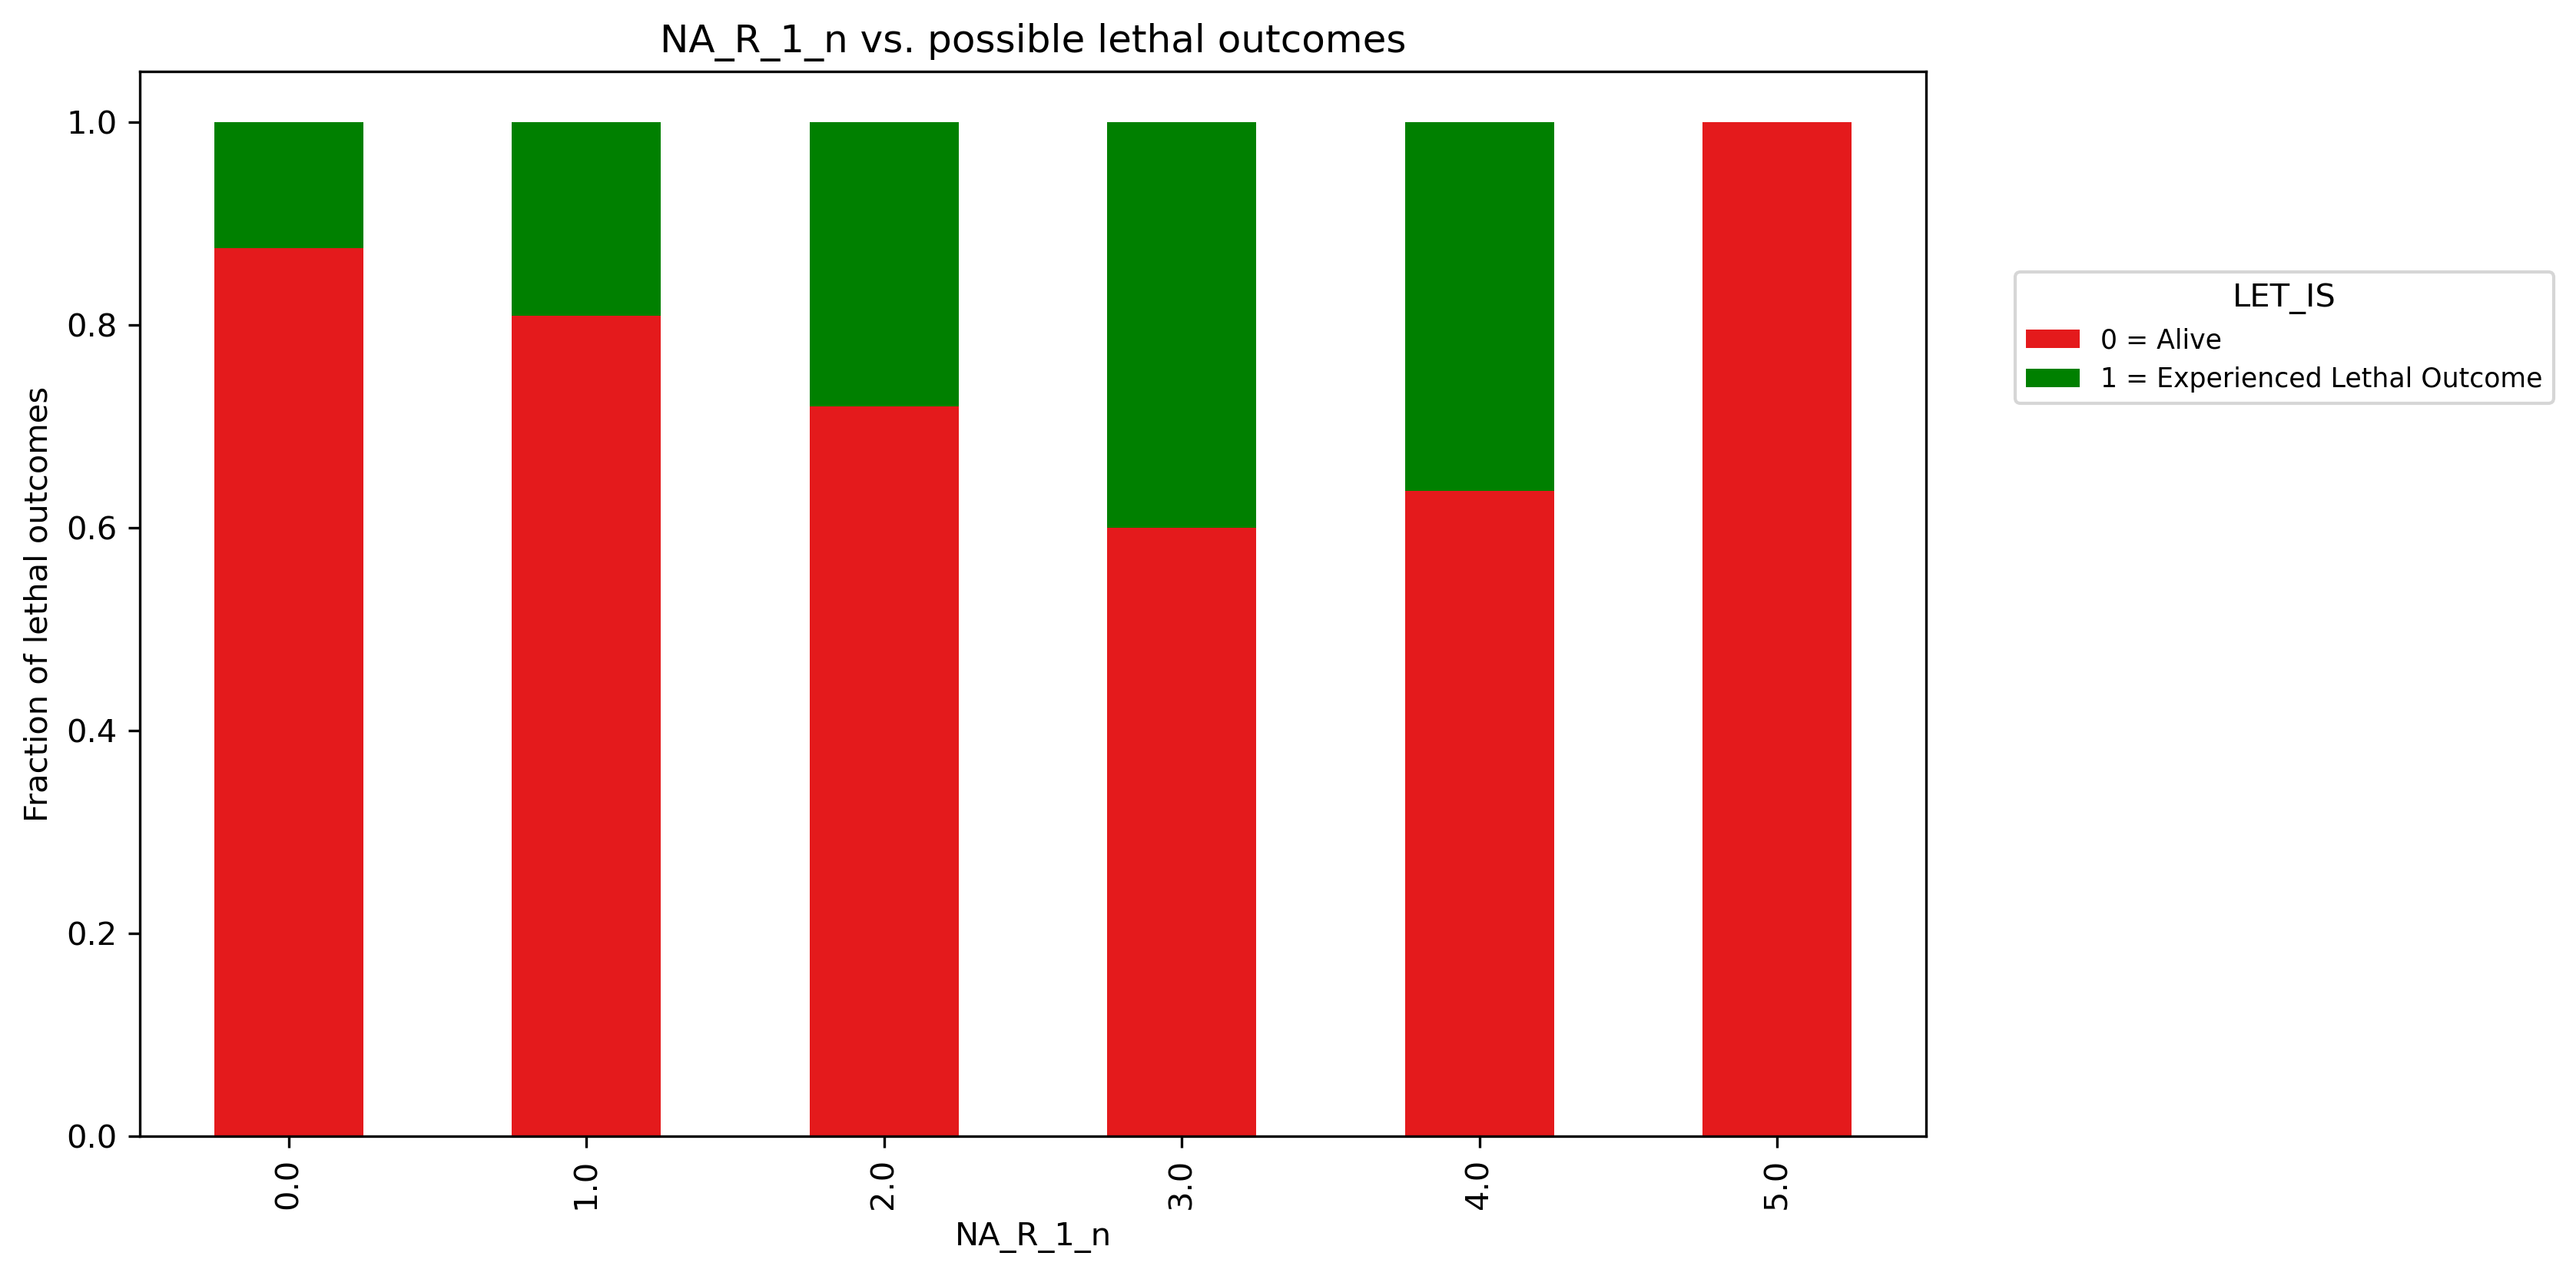 NA_R_1_n vs. possible lethal outcomes
Fraction of lethal outcomes
1.0
0.8
0.6
0.4
0.2
0.0
0.0
1.0
2.0
3.0
4.0
5.0
NA_R_1_n
LET_IS
0 = Alive
1 = Experienced Lethal Outcome